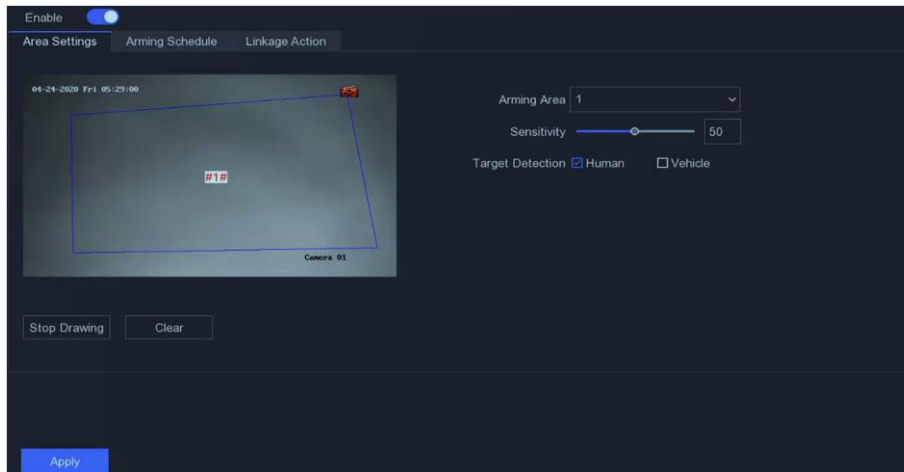 Enable
Area Settings Arming Schedule Linkage Action
04-24-2020 Fri 05:29:00
Arming Area 1
Sensitivity 50
Target Detection Human Vehicle
#1#
Camera 01
Stop Drawing Clear
Apply